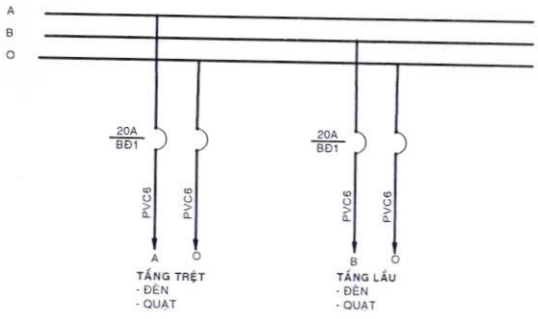 A
B
O
20A
BĐ1
20A
BĐ1
PVC6
PVC6
PVC6
PVC6
A
O
B
O
TẦNG TRỆT
- ĐÈN
- QUẠT
TẦNG LẦU
- ĐÈN
- QUẠT